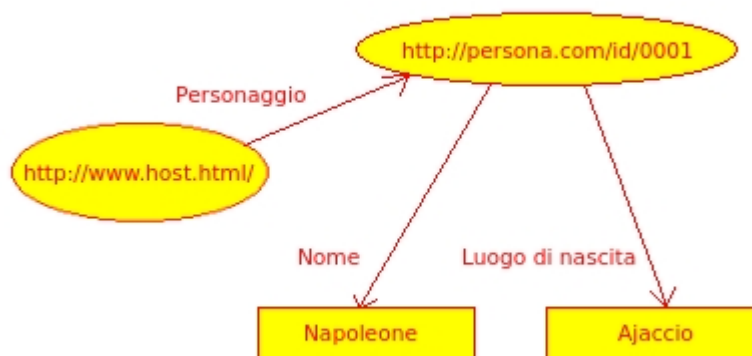 http://persona.com/id/0001
Personaggio
http://www.host.html/
Nome
Luogo di nascita
Napoleone
Ajaccio